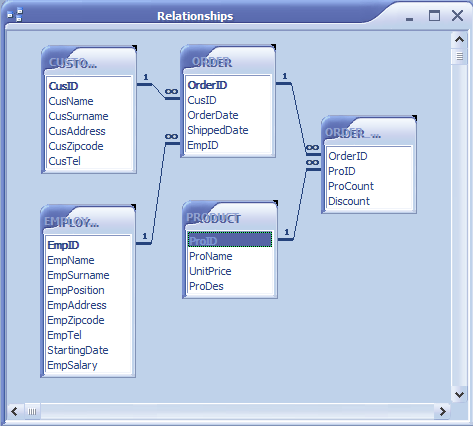 Relationships
CUSTO...
CusID
CusName
CusSurname
CusAddress
CusZipcode
CusTel
1
∞
ORDER
OrderID
CusID
OrderDate
ShippedDate
EmpID
1
∞
∞
ORDER_...
OrderID
ProID
ProCount
Discount
∞
EMPLOY...
EmpID
EmpName
EmpSurname
EmpPosition
EmpAddress
EmpZipcode
EmpTel
StartingDate
EmpSalary
1
PRODUCT
ProID
ProName
UnitPrice
ProDes
1